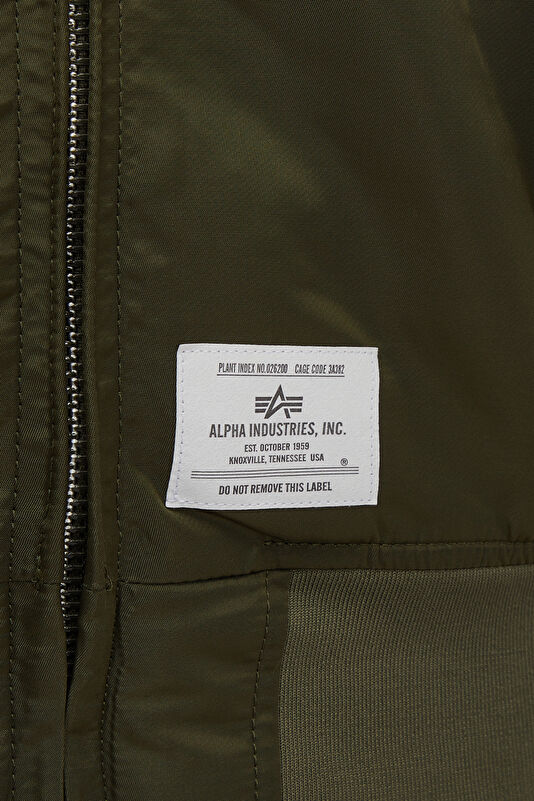 PLANT INDEX NO.026200 CAGE CODE 3A382
ALPHA INDUSTRIES, INC.
EST. OCTOBER 1959
KNOXVILLE, TENNESSEE USA ®
DO NOT REMOVE THIS LABEL